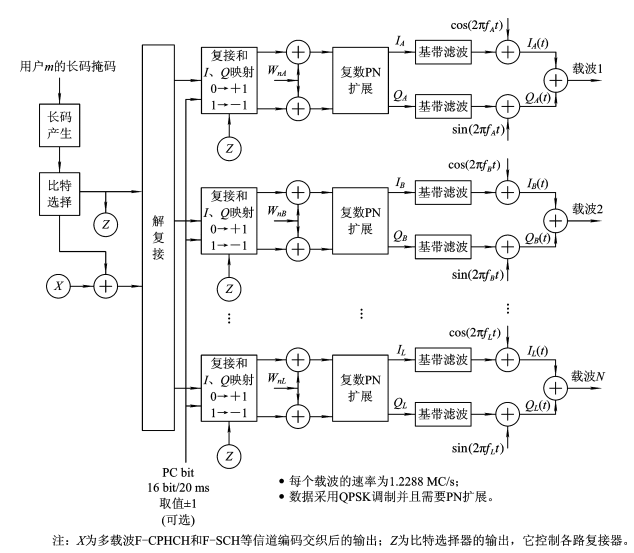 用户m的长码掩码
长码
产生
比特
选择
Z
X
解
复
接
复接和
I、Q映射
0→+1
1→-1
Z
W_nA
复数PN
扩展
I_A
Q_A
基带滤波
基带滤波
cos(2πf_At)
sin(2πf_At)
I_A(t)
Q_A(t)
载波1
复接和
I、Q映射
0→+1
1→-1
Z
W_nB
复数PN
扩展
I_B
Q_B
基带滤波
基带滤波
cos(2πf_Bt)
sin(2πf_Bt)
I_B(t)
Q_B(t)
载波2
复接和
I、Q映射
0→+1
1→-1
Z
W_nL
复数PN
扩展
I_L
Q_L
基带滤波
基带滤波
cos(2πf_Lt)
sin(2πf_Lt)
I_L(t)
Q_L(t)
载波N
PC bit
16 bit/20 ms
取值±1
(可选)
• 每个载波的速率为1.2288 MC/s;
• 数据采用QPSK调制并且需要PN扩展。
注：X为多载波F-CPHCH和F-SCH等信道编码交织后的输出；Z为比特选择器的输出，它控制各路复接器。